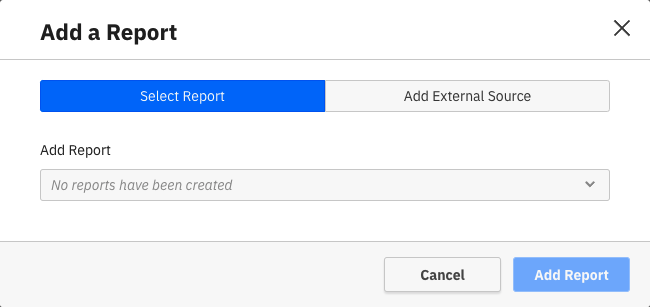 Add a Report
Select Report
Add External Source
Add Report
No reports have been created
Cancel
Add Report